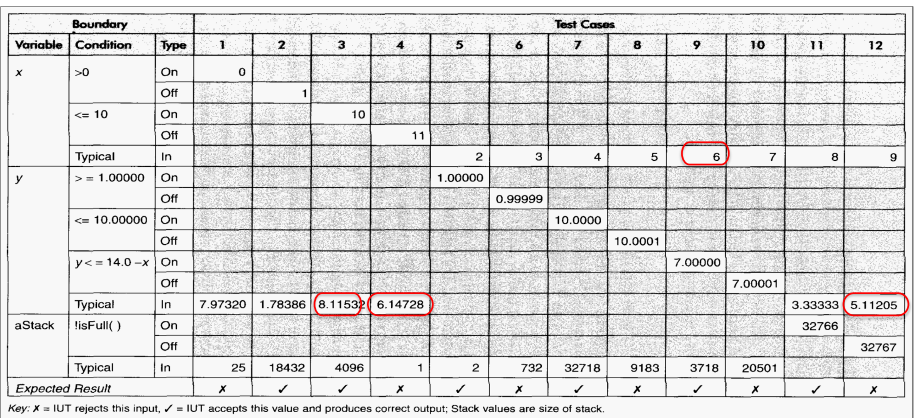 Boundary Test Cases
Variable Condition Type 1 2 3 4 5 6 7 8 9 10 11 12
x >0 On 0
Off 1
<= 10 On 10
Off 11
Typical In 2 3 4 5 6 7 8 9
y > = 1.00000 On 1.00000
Off 0.99999
<= 10.00000 On 10.0000
Off 10.0001
y < = 14.0 – x On 7.00000
Off 7.00001
Typical In 7.97320 1.78386 8.11532 6.14728 3.33333 5.11205
aStack !isFull( ) On 32766
Off 32767
Typical In 25 18432 4096 1 2 732 32718 9183 3718 20501
Expected Result ✗ ✓ ✓ ✗ ✓ ✗ ✓ ✗ ✓ ✗ ✓ ✗
Key: ✗ = IUT rejects this input, ✓ = IUT accepts this value and produces correct output; Stack values are size of stack.